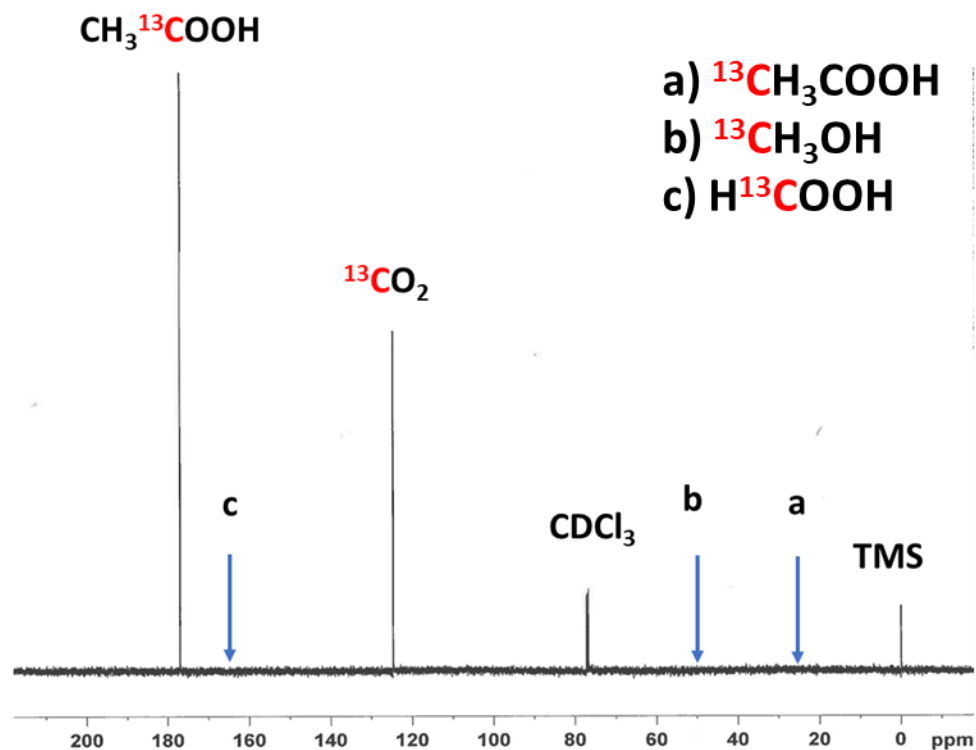 CH₃¹³COOH
a) ¹³CH₃COOH
b) ¹³CH₃OH
c) H¹³COOH
¹³CO₂
c
CDCl₃
b
a
TMS
200 180 160 140 120 100 80 60 40 20 0 ppm